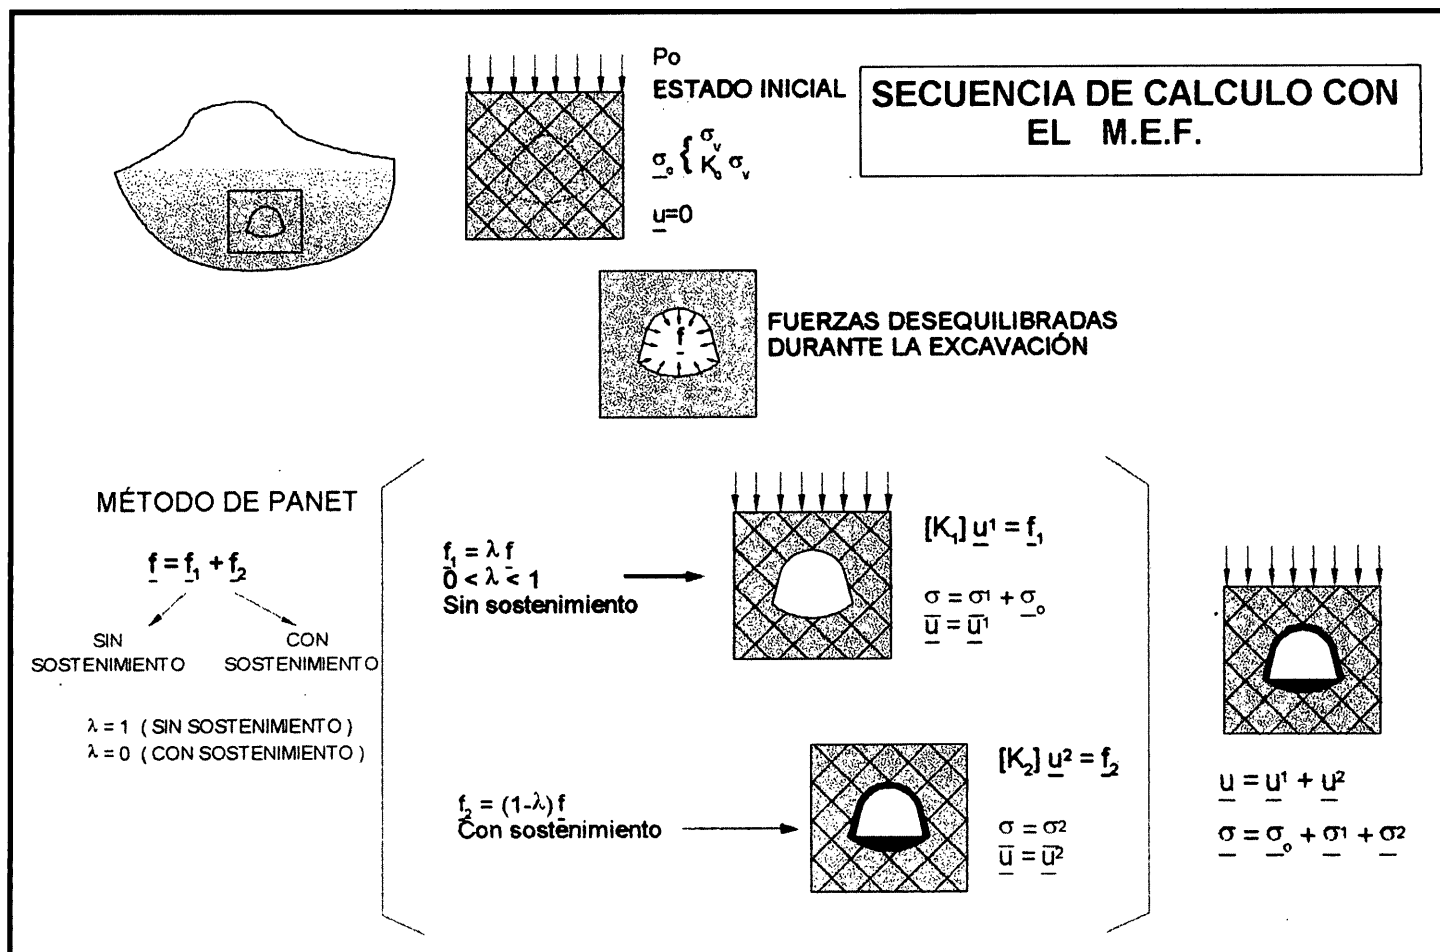 Po
ESTADO INICIAL
SECUENCIA DE CALCULO CON
EL M.E.F.
σ₀ { σᵥ
K₀ σᵥ
u=0
f
FUERZAS DESEQUILIBRADAS
DURANTE LA EXCAVACIÓN
MÉTODO DE PANET
f = f₁ + f₂
SIN
SOSTENIMIENTO
CON
SOSTENIMIENTO
λ = 1 ( SIN SOSTENIMIENTO )
λ = 0 ( CON SOSTENIMIENTO )
f₁ = λ f
0 < λ < 1
Sin sostenimiento
[K₁] u¹ = f₁
σ = σ¹ + σ₀
u = u¹
f₂ = (1-λ) f
Con sostenimiento
[K₂] u² = f₂
σ = σ²
u = u²
u = u¹ + u²
σ = σ₀ + σ¹ + σ²